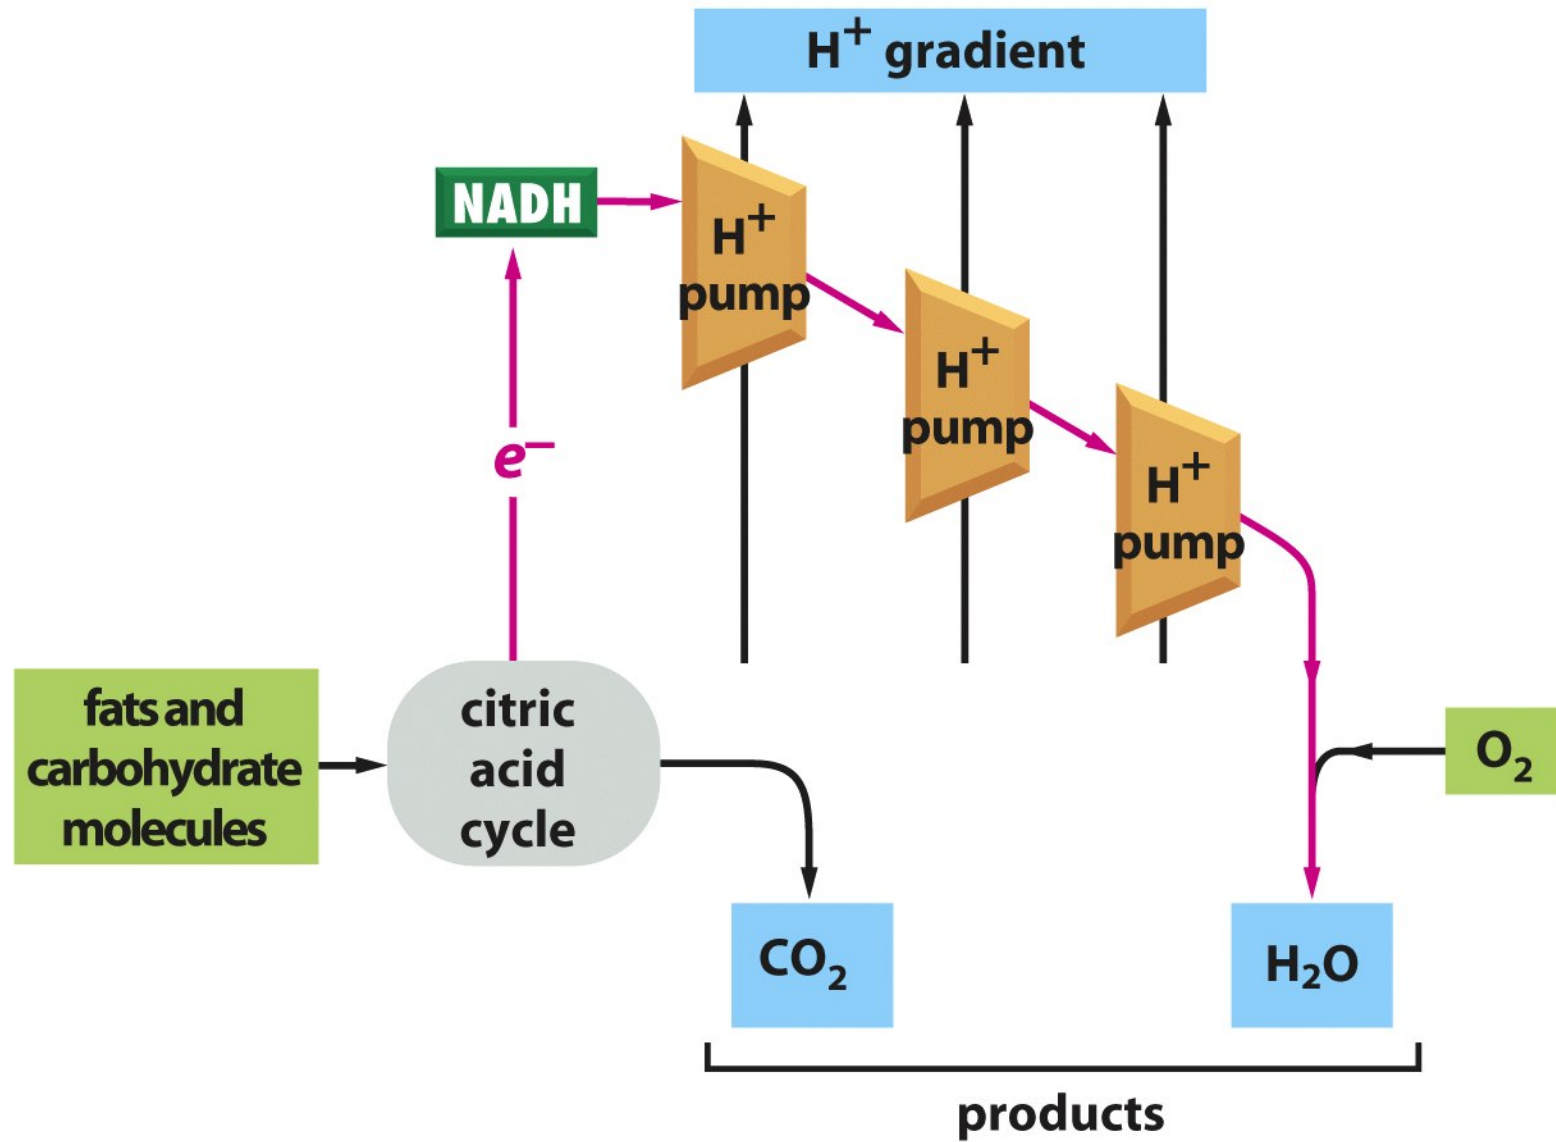 H⁺ gradient
NADH
H⁺
pump
H⁺
pump
H⁺
pump
e⁻
fats and
carbohydrate
molecules
citric
acid
cycle
O₂
CO₂
H₂O
products